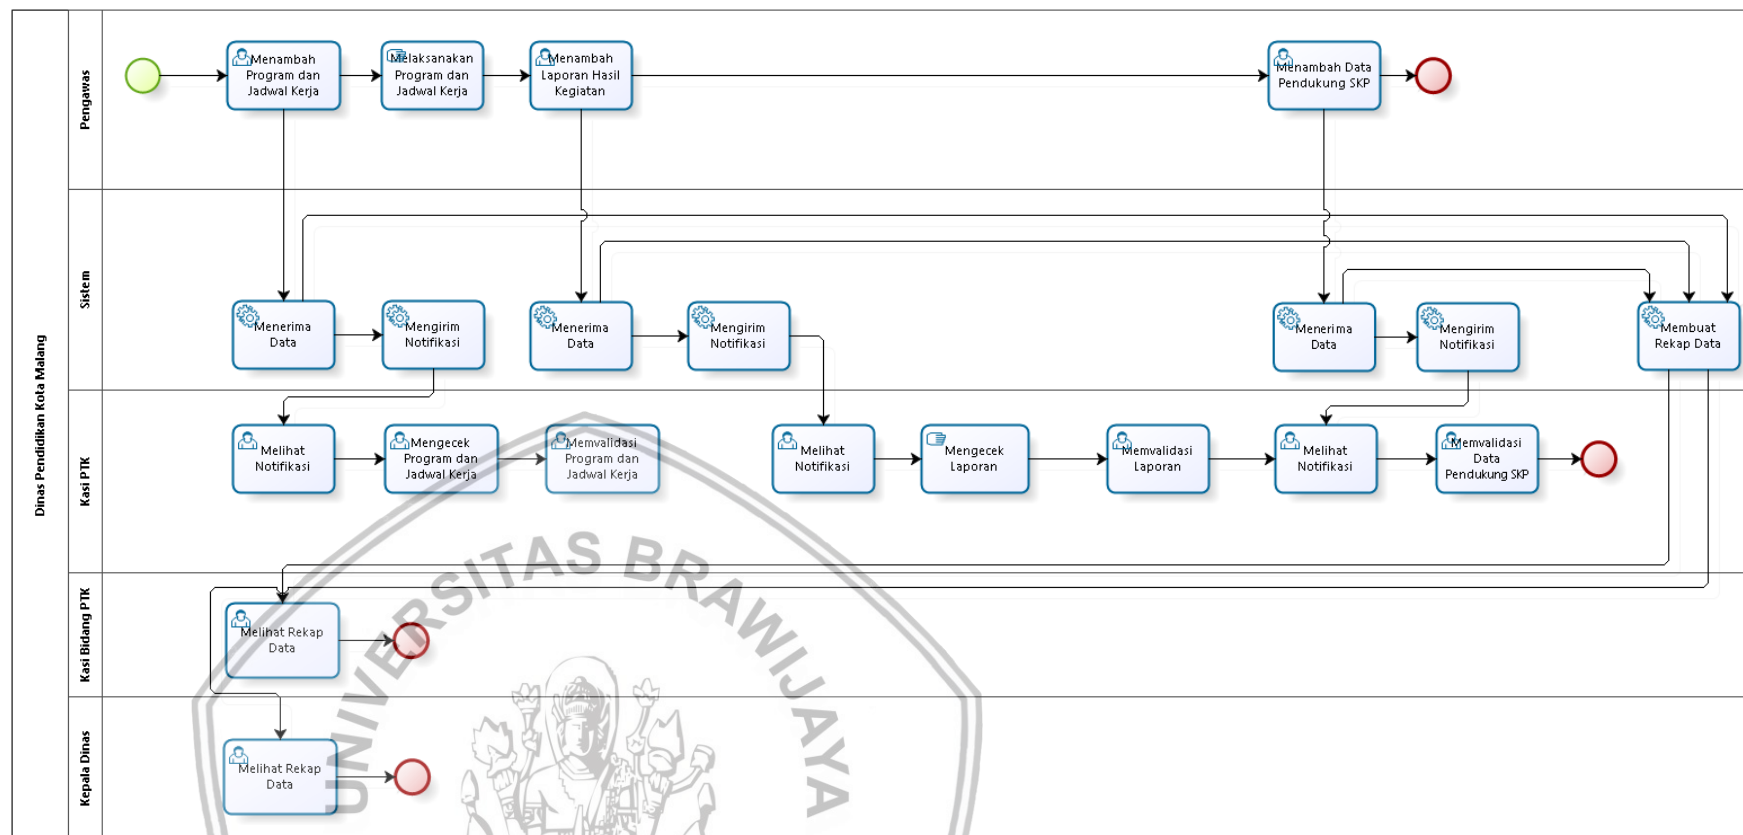 Dinas Pendidikan Kota Malang
Pengawas
Menambah
Program dan
Jadwal Kerja
Melaksanakan
Program dan
Jadwal Kerja
Menambah
Laporan Hasil
Kegiatan
Menambah Data
Pendukung SKP
Sistem
Menerima
Data
Mengirim
Notifikasi
Menerima
Data
Mengirim
Notifikasi
Menerima
Data
Mengirim
Notifikasi
Membuat
Rekap Data
Kasi PTK
Melihat
Notifikasi
Mengecek
Program dan
Jadwal Kerja
Memvalidasi
Program dan
Jadwal Kerja
Melihat
Notifikasi
Mengecek
Laporan
Memvalidasi
Laporan
Melihat
Notifikasi
Memvalidasi
Data
Pendukung SKP
Kasi Bidang PTK
Melihat Rekap
Data
Kepala Dinas
Melihat Rekap
Data
UNIVERSITAS BRAWIJAYA